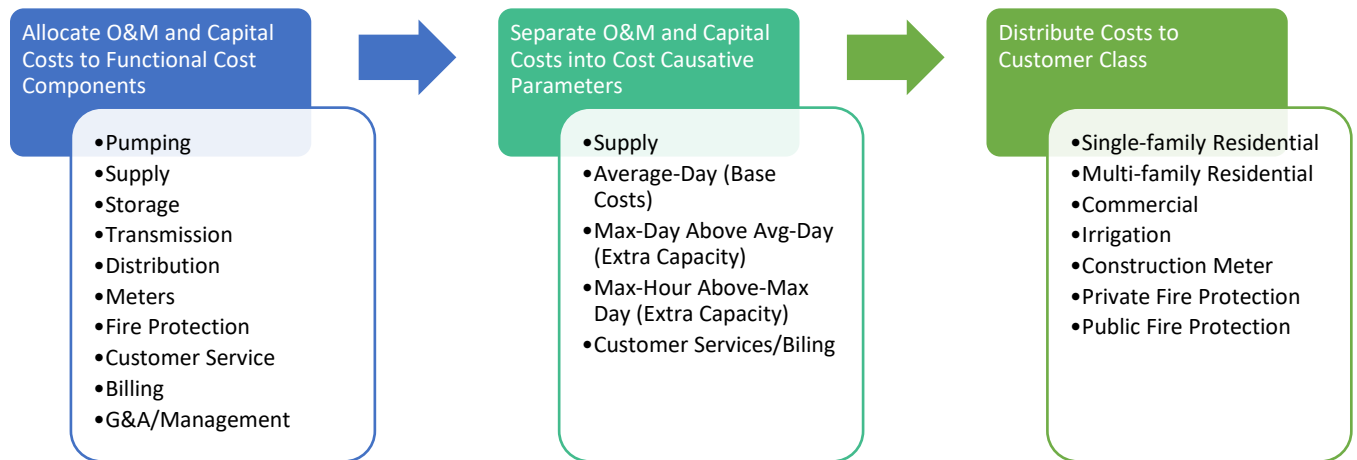 Allocate O&M and Capital
Costs to Functional Cost
Components
•Pumping
•Supply
•Storage
•Transmission
•Distribution
•Meters
•Fire Protection
•Customer Service
•Billing
•G&A/Management
Separate O&M and Capital
Costs into Cost Causative
Parameters
•Supply
•Average-Day (Base
Costs)
•Max-Day Above Avg-Day
(Extra Capacity)
•Max-Hour Above-Max
Day (Extra Capacity)
•Customer Services/Biling
Distribute Costs to
Customer Class
•Single-family Residential
•Multi-family Residential
•Commercial
•Irrigation
•Construction Meter
•Private Fire Protection
•Public Fire Protection